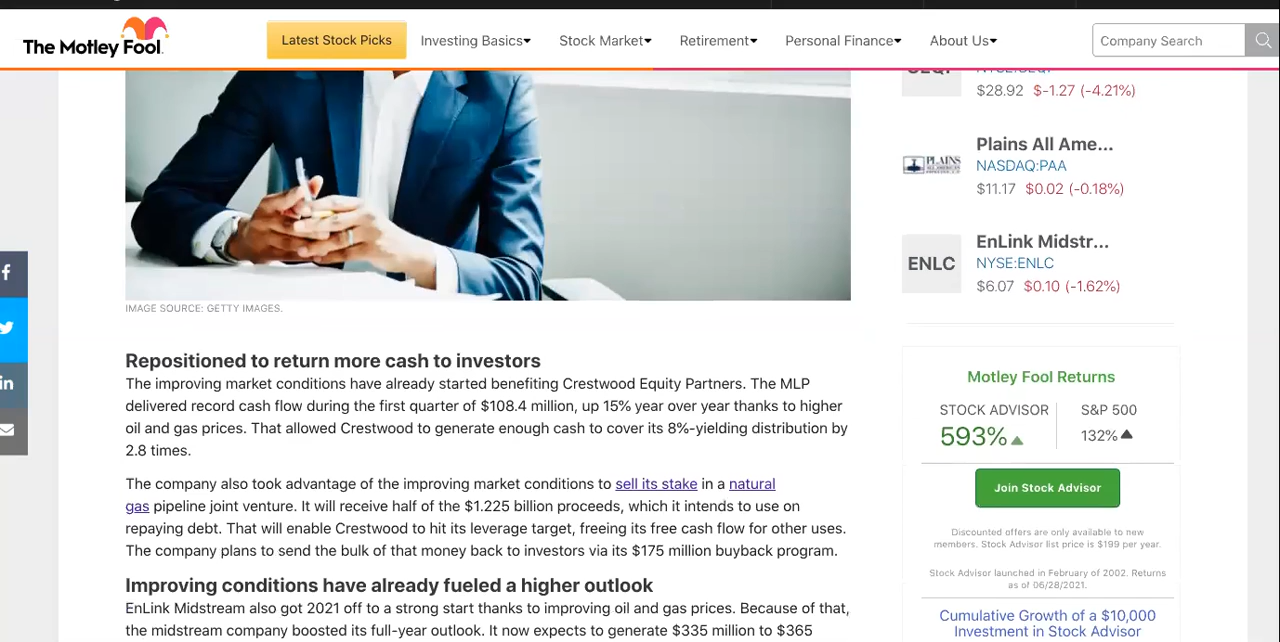 The Motley Fool.
Latest Stock Picks
Investing Basics
Stock Market
Retirement
Personal Finance
About Us
Company Search
$28.92 $-1.27 (-4.21%)
Plains All Ame...
PLAINS
NASDAQ:PAA
$11.17 $0.02 (-0.18%)
EnLink Midstr...
ENLC
NYSE:ENLC
$6.07 $0.10 (-1.62%)
f
in
IMAGE SOURCE: GETTY IMAGES.
Repositioned to return more cash to investors
The improving market conditions have already started benefiting Crestwood Equity Partners. The MLP
delivered record cash flow during the first quarter of $108.4 million, up 15% year over year thanks to higher
oil and gas prices. That allowed Crestwood to generate enough cash to cover its 8%-yielding distribution by
2.8 times.
The company also took advantage of the improving market conditions to sell its stake in a natural
gas pipeline joint venture. It will receive half of the $1.225 billion proceeds, which it intends to use on
repaying debt. That will enable Crestwood to hit its leverage target, freeing its free cash flow for other uses.
The company plans to send the bulk of that money back to investors via its $175 million buyback program.
Improving conditions have already fueled a higher outlook
EnLink Midstream also got 2021 off to a strong start thanks to improving oil and gas prices. Because of that,
the midstream company boosted its full-year outlook. It now expects to generate $335 million to $365
Motley Fool Returns
STOCK ADVISOR
S&P 500
593%
132%
Join Stock Advisor
Discounted offers are only available to new
members. Stock Advisor list price is $199 per year.
Stock Advisor launched in February of 2002. Returns
as of 06/28/2021.
Cumulative Growth of a $10,000
Investment in Stock Advisor